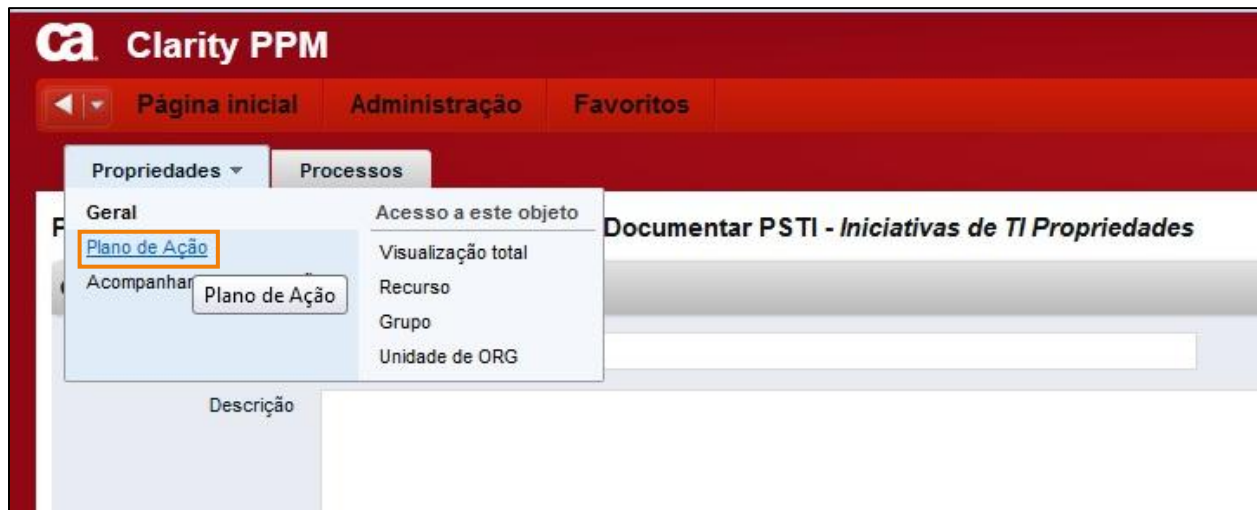 ca Clarity PPM
Página inicial Administração Favoritos
Propriedades Processos
Geral Acesso a este objeto
Documentar PSTI - Iniciativas de TI Propriedades
Plano de Ação Visualização total
Acompanhar Recurso
Plano de Ação
Grupo
Unidade de ORG
Descrição